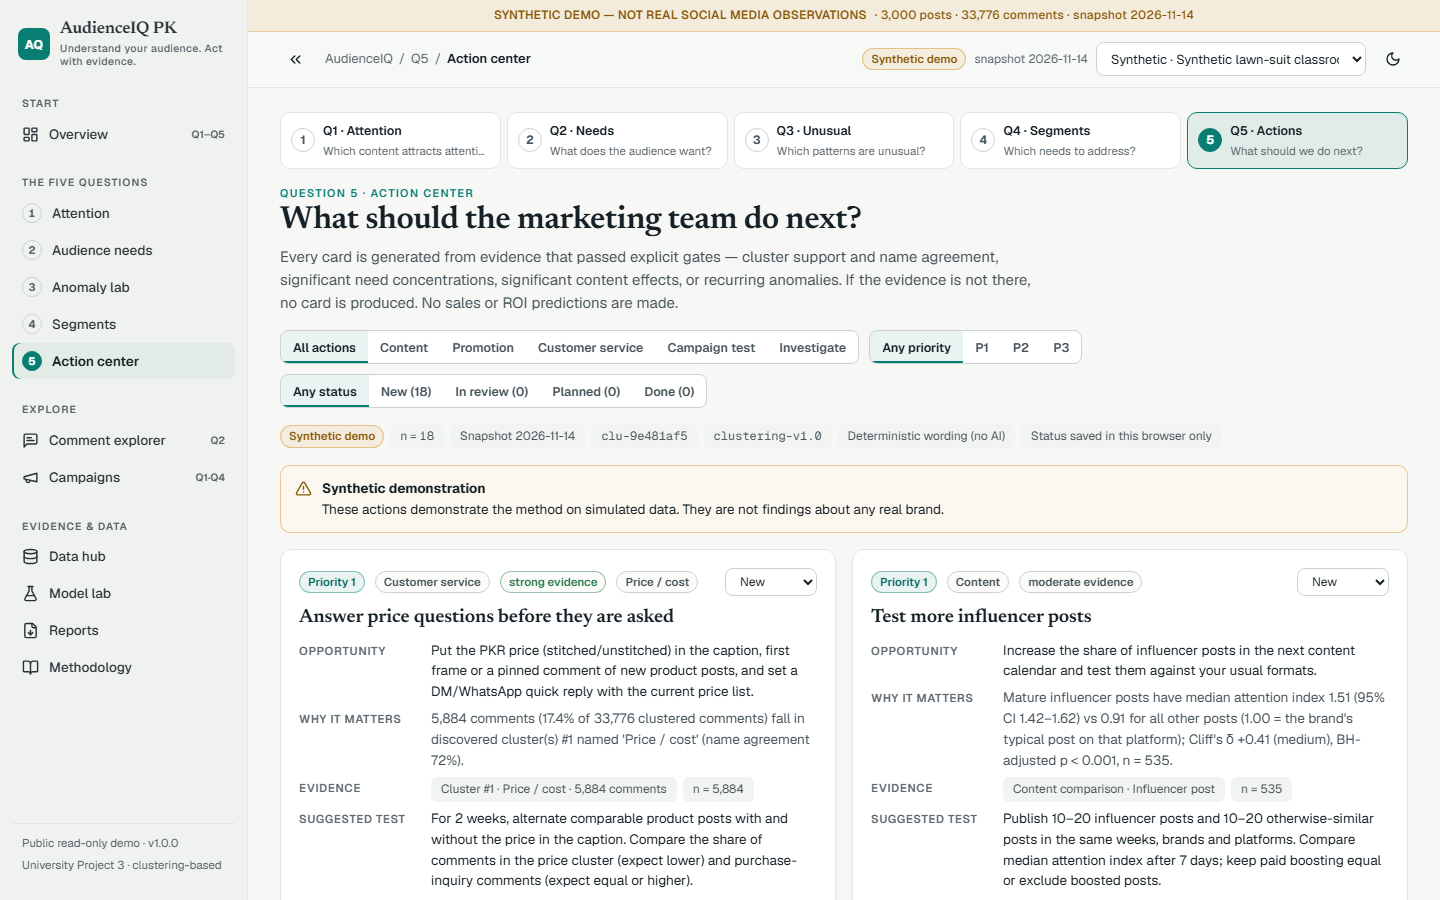 AQ
AudienceIQ PK
Understand your audience. Act
with evidence.
START
Overview Q1–Q5
THE FIVE QUESTIONS
1 Attention
2 Audience needs
3 Anomaly lab
4 Segments
5 Action center
EXPLORE
Comment explorer Q2
Campaigns Q1-Q4
EVIDENCE & DATA
Data hub
Model lab
Reports
Methodology
Public read-only demo · v1.0.0
University Project 3 · clustering-based
SYNTHETIC DEMO — NOT REAL SOCIAL MEDIA OBSERVATIONS · 3,000 posts · 33,776 comments · snapshot 2026-11-14
« AudienceIQ / Q5 / Action center
Synthetic demo snapshot 2026-11-14 Synthetic · Synthetic lawn-suit classroo
1 Q1 · Attention
Which content attracts attenti...
2 Q2 · Needs
What does the audience want?
3 Q3 · Unusual
Which patterns are unusual?
4 Q4 · Segments
Which needs to address?
5 Q5 · Actions
What should we do next?
QUESTION 5 · ACTION CENTER
What should the marketing team do next?
Every card is generated from evidence that passed explicit gates — cluster support and name agreement,
significant need concentrations, significant content effects, or recurring anomalies. If the evidence is not there,
no card is produced. No sales or ROI predictions are made.
All actions Content Promotion Customer service Campaign test Investigate
Any priority P1 P2 P3
Any status New (18) In review (0) Planned (0) Done (0)
Synthetic demo n = 18 Snapshot 2026-11-14 clu-9e481af5 clustering-v1.0 Deterministic wording (no AI) Status saved in this browser only
Synthetic demonstration
These actions demonstrate the method on simulated data. They are not findings about any real brand.
Priority 1 Customer service strong evidence Price / cost New
Answer price questions before they are asked
OPPORTUNITY
Put the PKR price (stitched/unstitched) in the caption, first
frame or a pinned comment of new product posts, and set a
DM/WhatsApp quick reply with the current price list.
WHY IT MATTERS
5,884 comments (17.4% of 33,776 clustered comments) fall in
discovered cluster(s) #1 named 'Price / cost' (name agreement
72%).
EVIDENCE
Cluster #1 · Price / cost · 5,884 comments n = 5,884
SUGGESTED TEST
For 2 weeks, alternate comparable product posts with and
without the price in the caption. Compare the share of
comments in the price cluster (expect lower) and purchase-
inquiry comments (expect equal or higher).
Priority 1 Content moderate evidence New
Test more influencer posts
OPPORTUNITY
Increase the share of influencer posts in the next content
calendar and test them against your usual formats.
WHY IT MATTERS
Mature influencer posts have median attention index 1.51 (95%
CI 1.42–1.62) vs 0.91 for all other posts (1.00 = the brand's
typical post on that platform); Cliff's δ +0.41 (medium), BH-
adjusted p < 0.001, n = 535.
EVIDENCE
Content comparison · Influencer post n = 535
SUGGESTED TEST
Publish 10–20 influencer posts and 10–20 otherwise-similar
posts in the same weeks, brands and platforms. Compare
median attention index after 7 days; keep paid boosting equal
or exclude boosted posts.